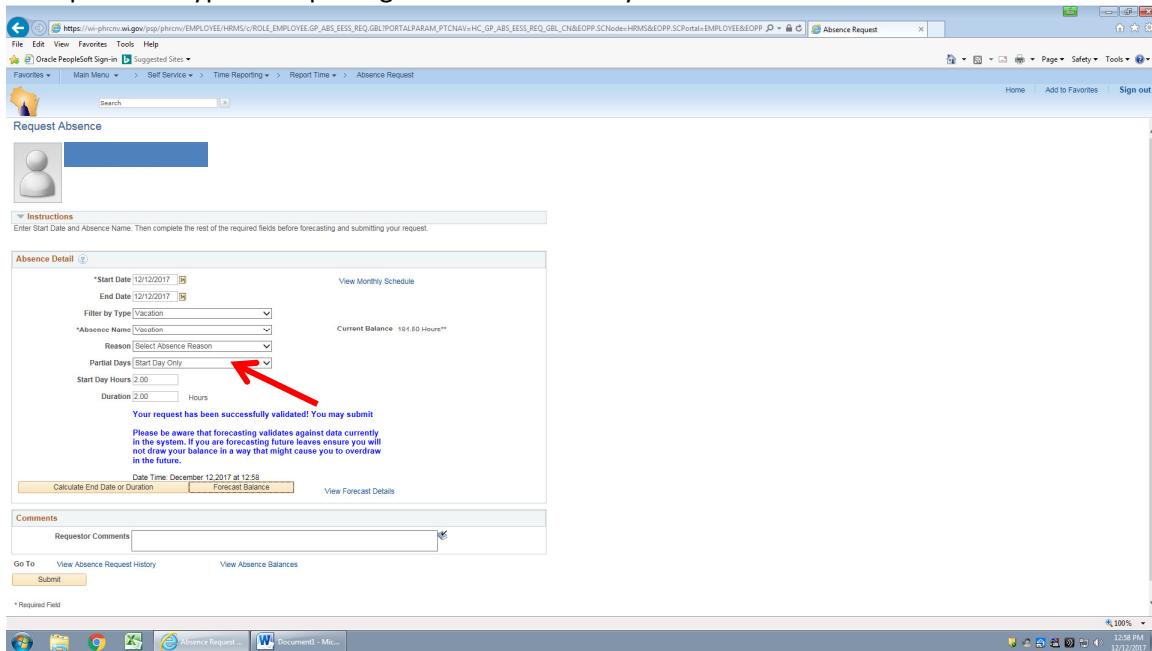 https://wi-phrcnv.wi.gov/psp/phrcnv/EMPLOYEE/HRMS/c/ROLE_EMPLOYEE.GP_ABS_EESS_REQ.GBL?PORTALPARAM_PTCNAV=HC_GP_ABS_EESS_REQ_GBL_CN&EOPP.SCNode=HRMS&EOPP.SCPortal=EMPLOYEE&EOPP
Absence Request
File Edit View Favorites Tools Help
Oracle PeopleSoft Sign-in Suggested Sites
Page Safety Tools
Favorites Main Menu > Self Service > Time Reporting > Report Time > Absence Request
Home Add to Favorites Sign out
Search
Request Absence
Instructions
Enter Start Date and Absence Name. Then complete the rest of the required fields before forecasting and submitting your request.
Absence Detail
*Start Date 12/12/2017 View Monthly Schedule
End Date 12/12/2017
Filter by Type Vacation
*Absence Name Vacation Current Balance Hours**
Reason Select Absence Reason
Partial Days Start Day Only
Start Day Hours 2.00
Duration 2.00 Hours
Your request has been successfully validated! You may submit
Please be aware that forecasting validates against data currently
in the system. If you are forecasting future leaves ensure you will
not draw your balance in a way that might cause you to overdraw
in the future.
Date Time: December 12,2017 at 12:58
Calculate End Date or Duration Forecast Balance View Forecast Details
Comments
Requestor Comments
Go To View Absence Request History View Absence Balances
Submit
* Required Field
100%
Absence Request ... Document1 - Mic...
12:58 PM
12/12/2017